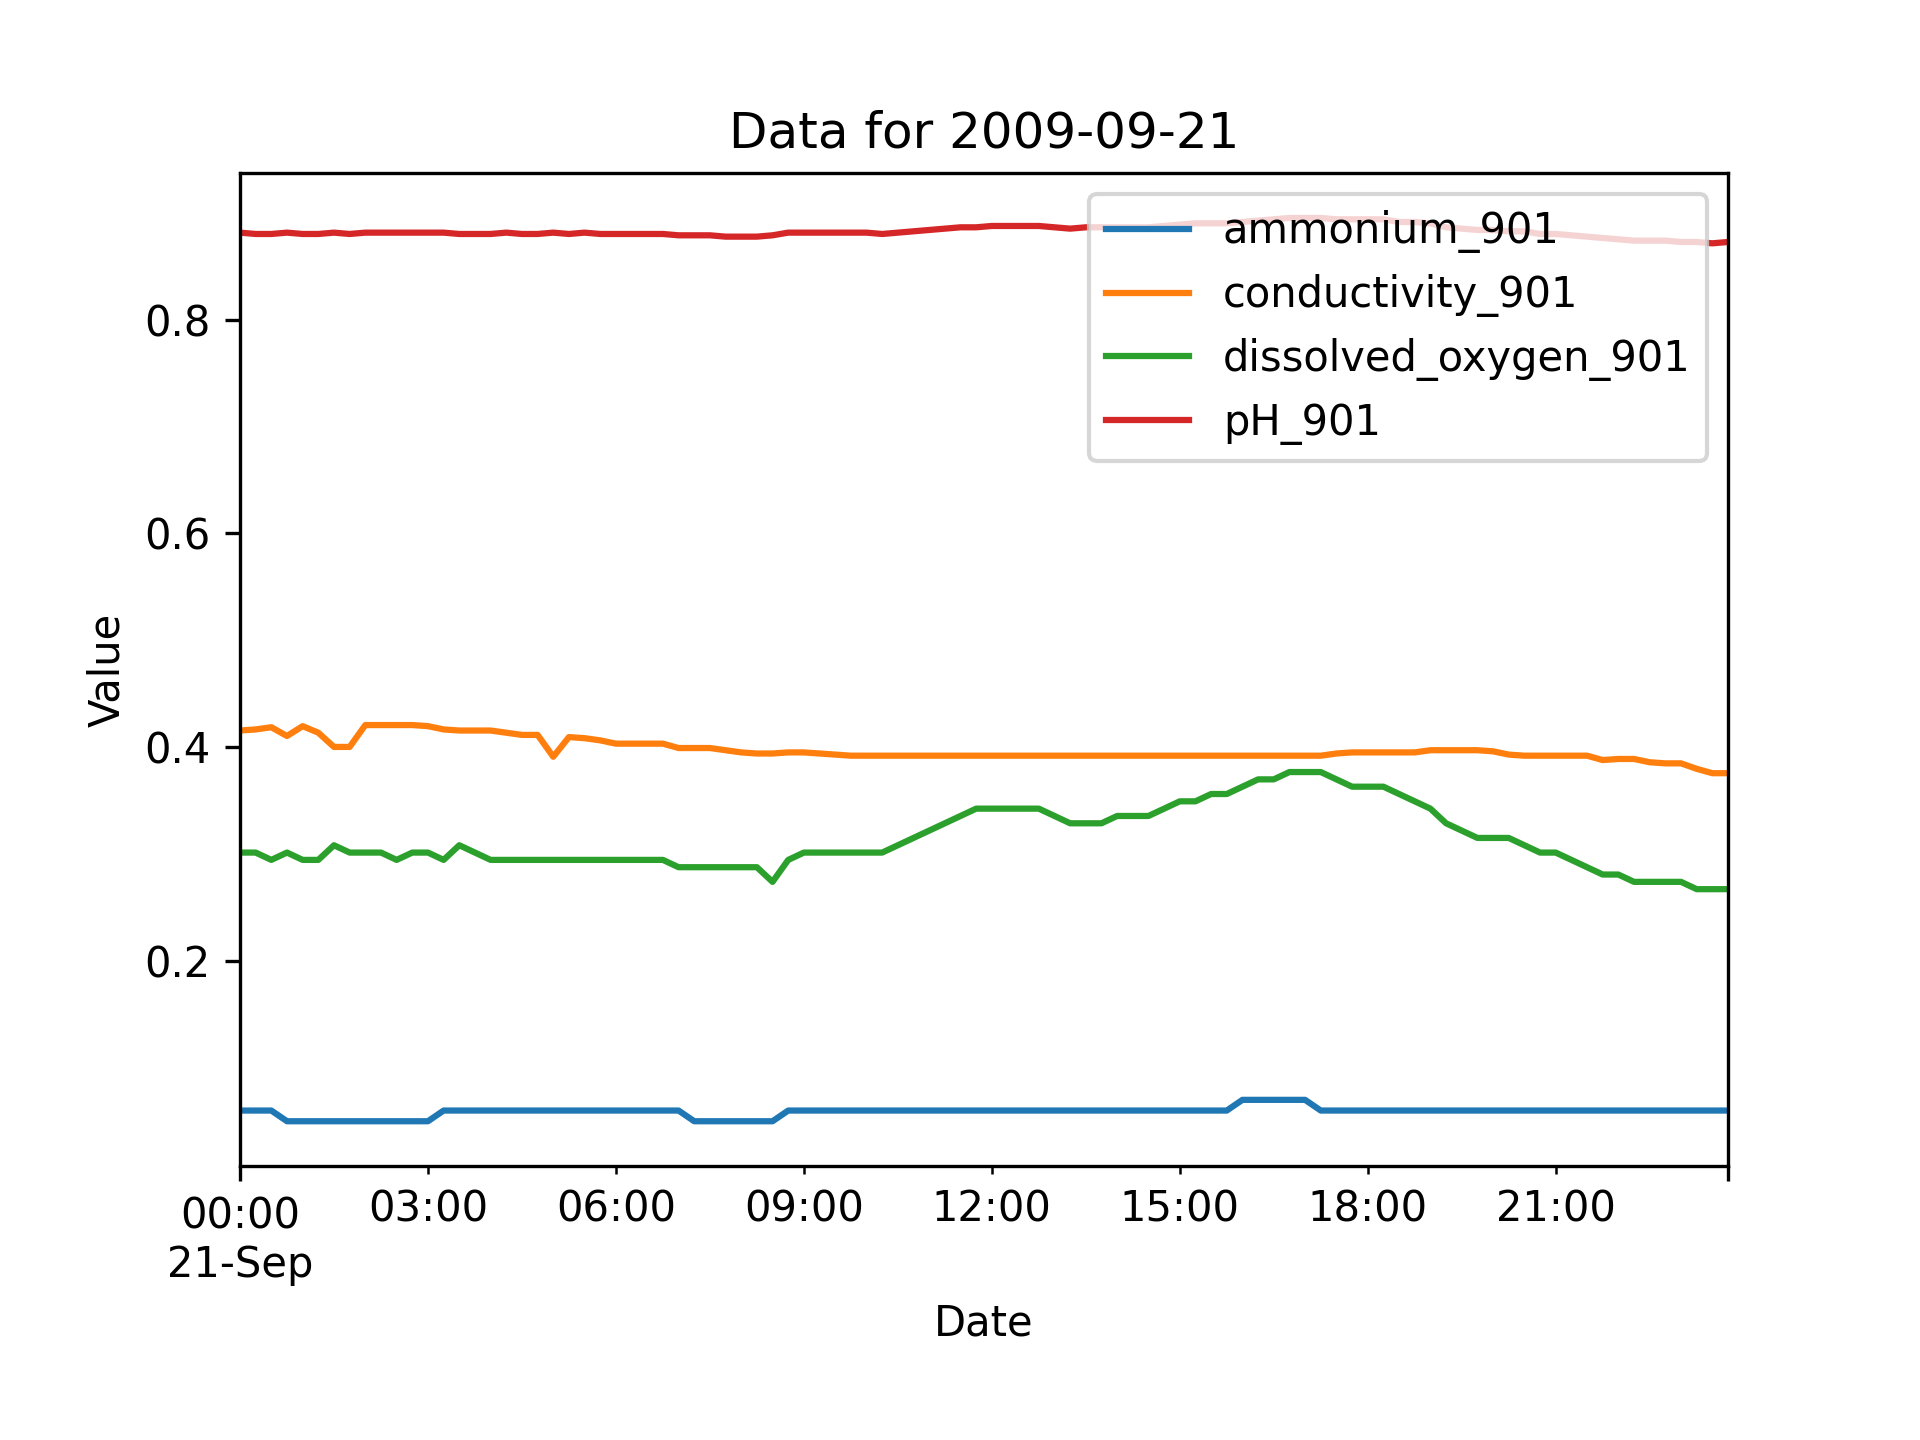 Data for 2009-09-21
ammonium_901
conductivity_901
dissolved_oxygen_901
pH_901
Value
0.8
0.6
0.4
0.2
00:00 03:00 06:00 09:00 12:00 15:00 18:00 21:00
21-Sep
Date